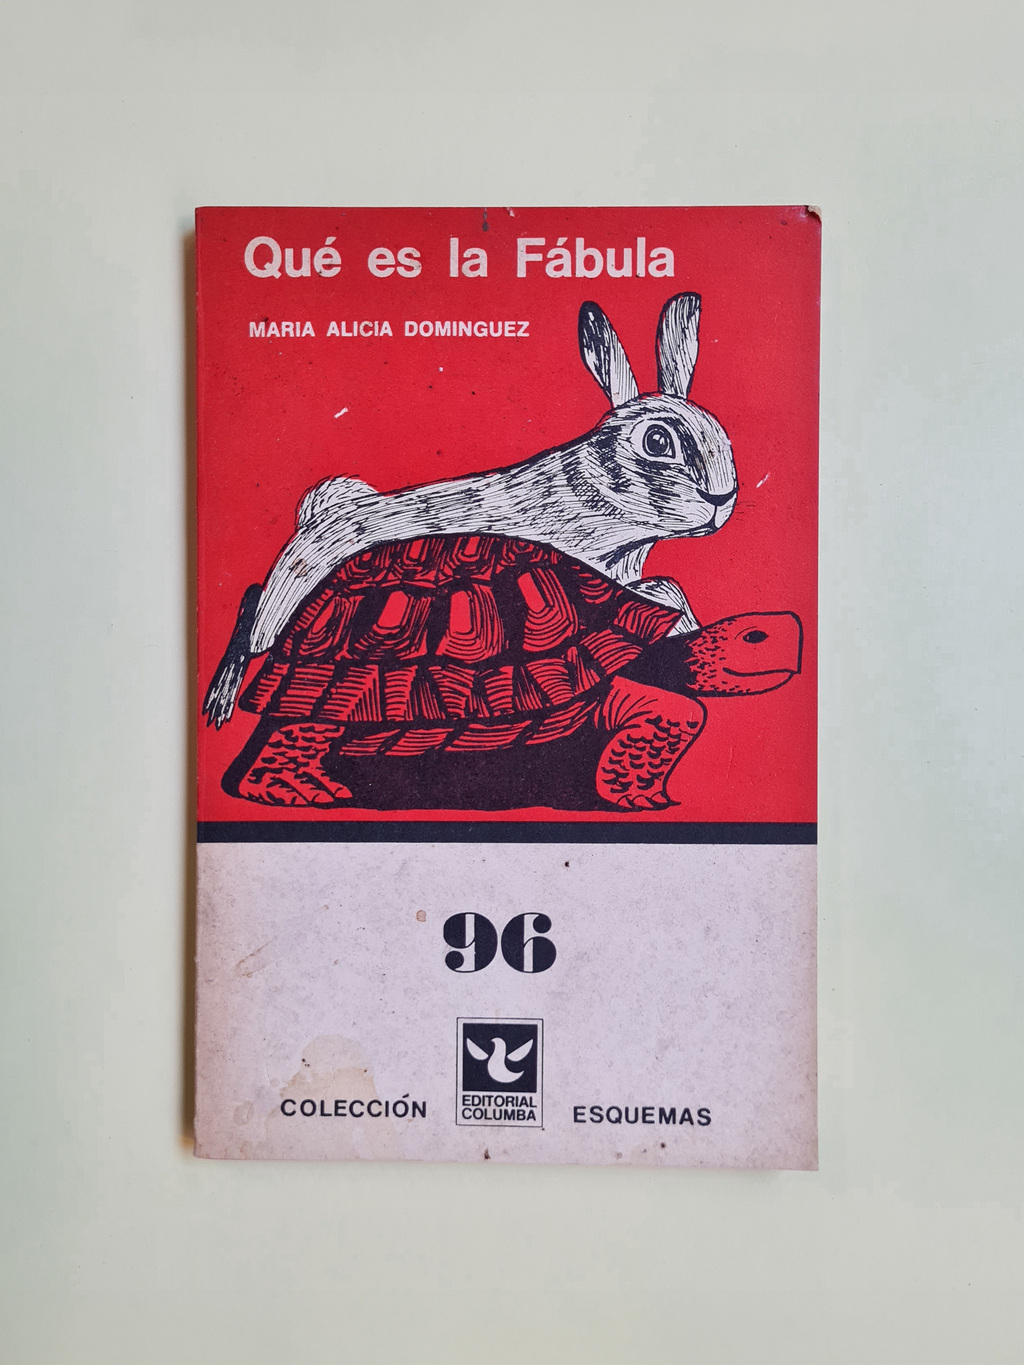 Qué es la Fábula
MARIA ALICIA DOMINGUEZ
96
COLECCIÓN
EDITORIAL
COLUMBA
ESQUEMAS